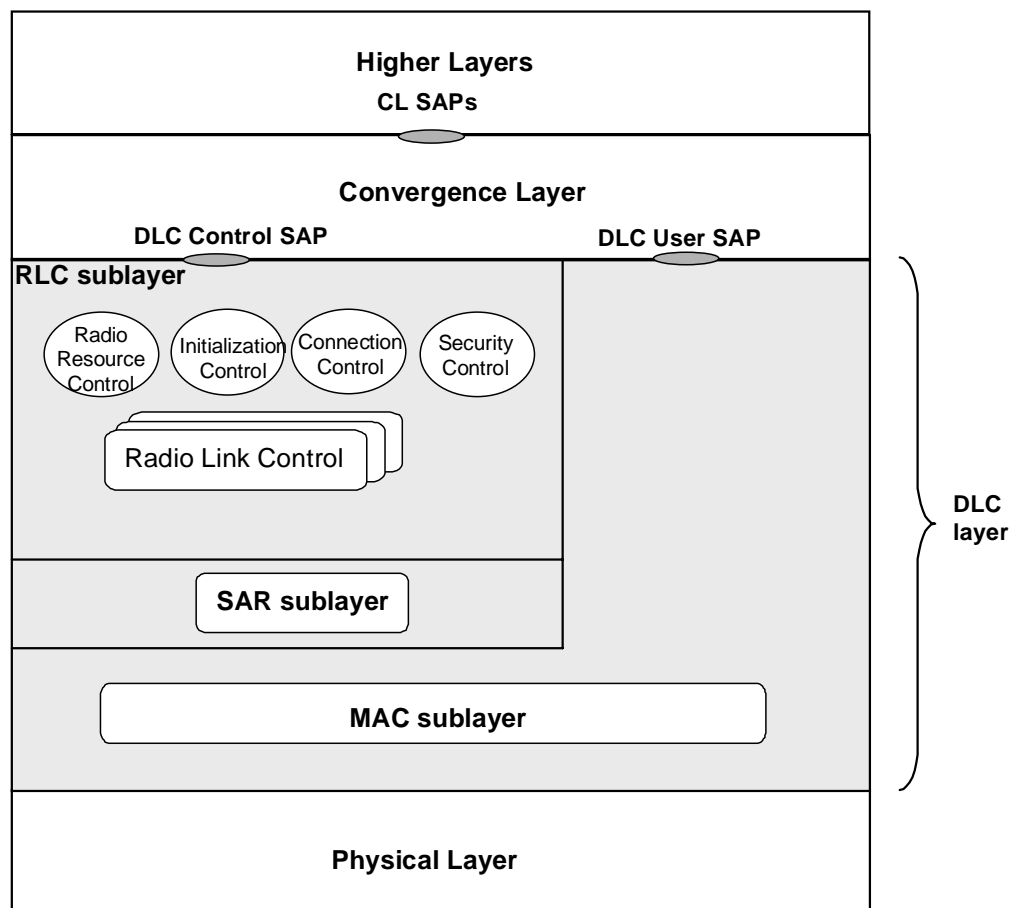 Higher Layers
CL SAPs
Convergence Layer
DLC Control SAP
DLC User SAP
RLC sublayer
Radio
Resource
Control
Initialization
Control
Connection
Control
Security
Control
Radio Link Control
SAR sublayer
MAC sublayer
DLC
layer
Physical Layer